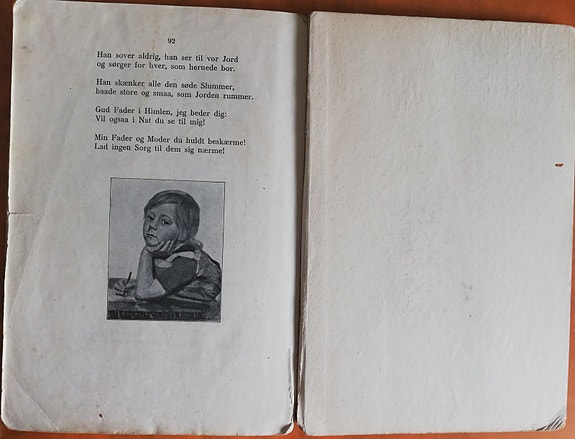 92
Han sover aldrig, han ser til vor Jord
og sørger for hver, som hernede bor.
Han skænker alle den søde Slummer,
baade store og smaa, som Jorden rummer.
Gud Fader i Himlen, jeg beder dig:
Vil ogsaa i Nat du se til mig!
Min Fader og Moder du huldt beskærme!
Lad ingen Sorg til dem sig nærme!